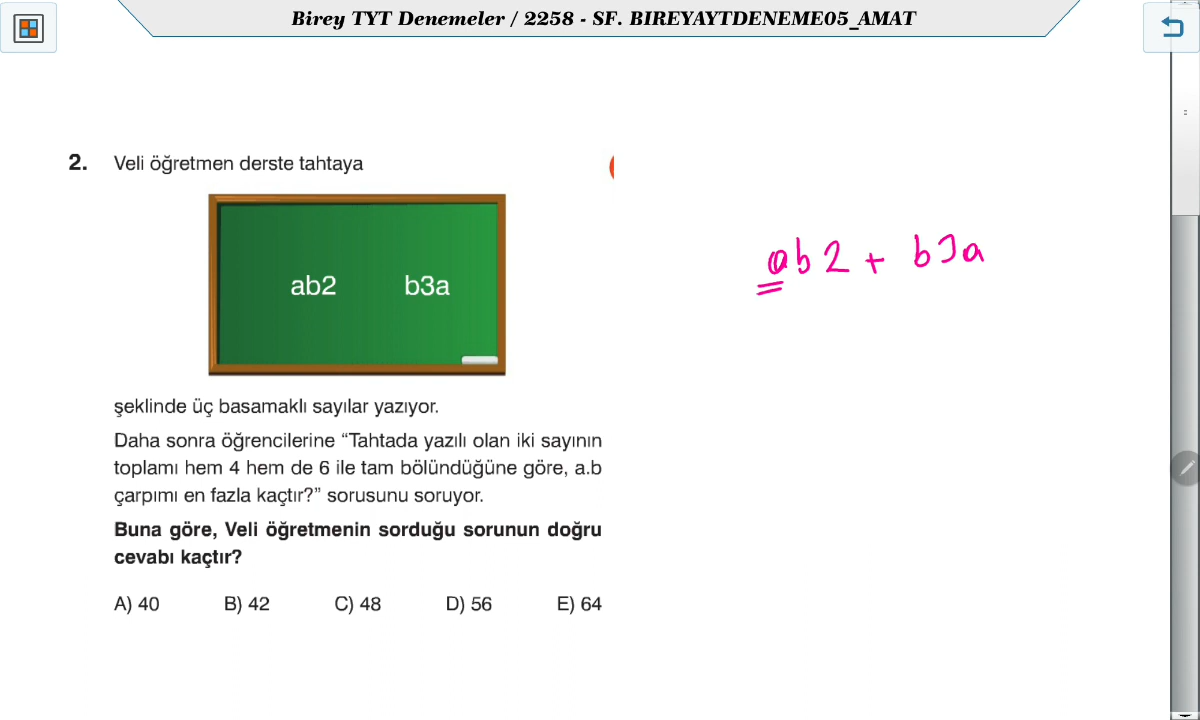 Birey TYT Denemeler / 2258 - SF. BIREYAYTDENEME05_AMAT
2. Veli öğretmen derste tahtaya
ab2 b3a
ab2 + b3a
şeklinde üç basamaklı sayılar yazıyor.
Daha sonra öğrencilerine “Tahtada yazılı olan iki sayının
toplamı hem 4 hem de 6 ile tam bölündüğüne göre, a.b
çarpımı en fazla kaçtır?” sorusunu soruyor.
Buna göre, Veli öğretmenin sorduğu sorunun doğru
cevabı kaçtır?
A) 40 B) 42 C) 48 D) 56 E) 64